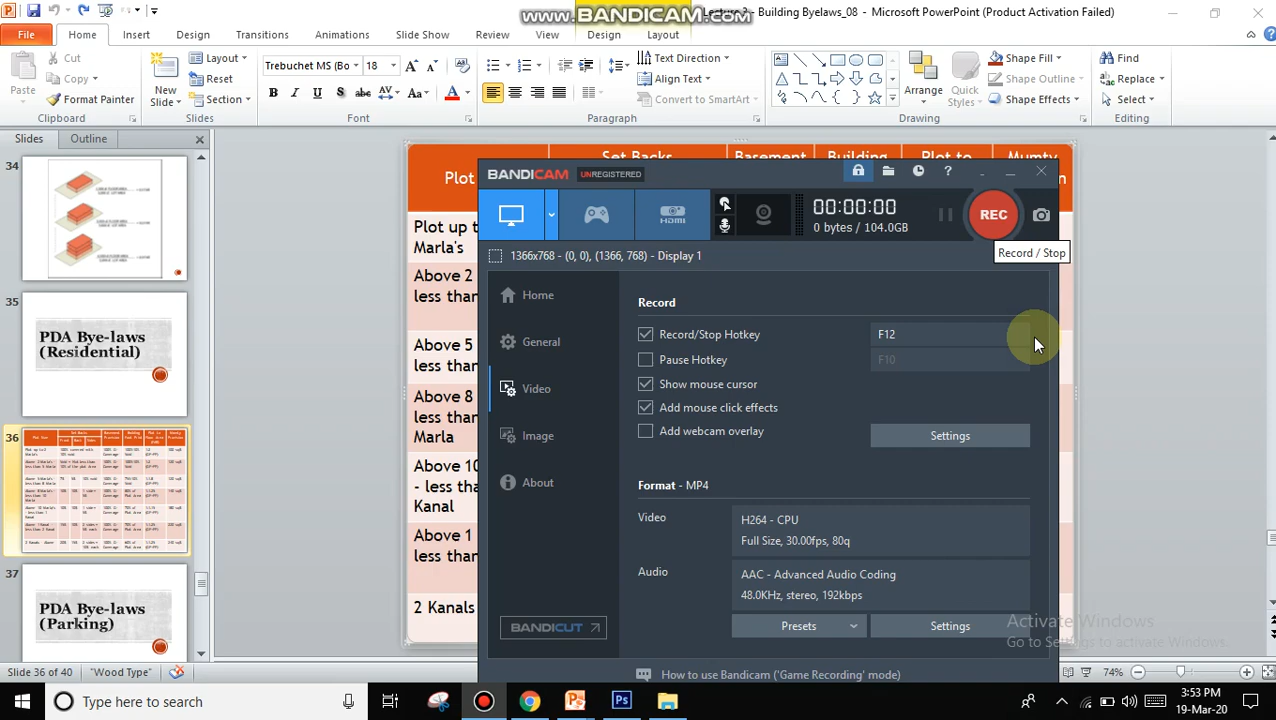 www.BANDICAM.com
Lecture 2 - Building Byelaws_08 - Microsoft PowerPoint (Product Activation Failed)
File Home Insert Design Transitions Animations Slide Show Review View Design Layout
Paste
Cut
Copy
Format Painter
Clipboard
New Slide
Layout
Reset
Section
Slides
Trebuchet MS (Bo 18
B I U S abc AV Aa A
Font
Text Direction
Align Text
Convert to SmartArt
Paragraph
Arrange
Quick Styles
Shape Fill
Shape Outline
Shape Effects
Drawing
Find
Replace
Select
Editing
Slides Outline
34
35
PDA Bye-laws
(Residential)
36
37
PDA Bye-laws
(Parking)
Plot
Set Backs
Basement
Building
Plot to
Mumty
Plot up t
Marla's
Above 2
less than
Above 5
less than
Above 8
less than
Marla
Above 10
- less than
Kanal
Above 1
less than
2 Kanals
BANDICAM UNREGISTERED
HDMI
00:00:00
0 bytes / 104.0GB
REC
Record / Stop
1366x768 - (0, 0), (1366, 768) - Display 1
Home
General
Video
Image
About
BANDICUT
Record
Record/Stop Hotkey F12
Pause Hotkey F10
Show mouse cursor
Add mouse click effects
Add webcam overlay Settings
Format - MP4
Video H264 - CPU
Full Size, 30.00fps, 80q
Audio AAC - Advanced Audio Coding
48.0KHz, stereo, 192kbps
Presets Settings
How to use Bandicam ('Game Recording' mode)
Activate Windows
Go to Settings to activate Windows.
Slide 36 of 40 "Wood Type" 74%
Type here to search
3:53 PM
19-Mar-20